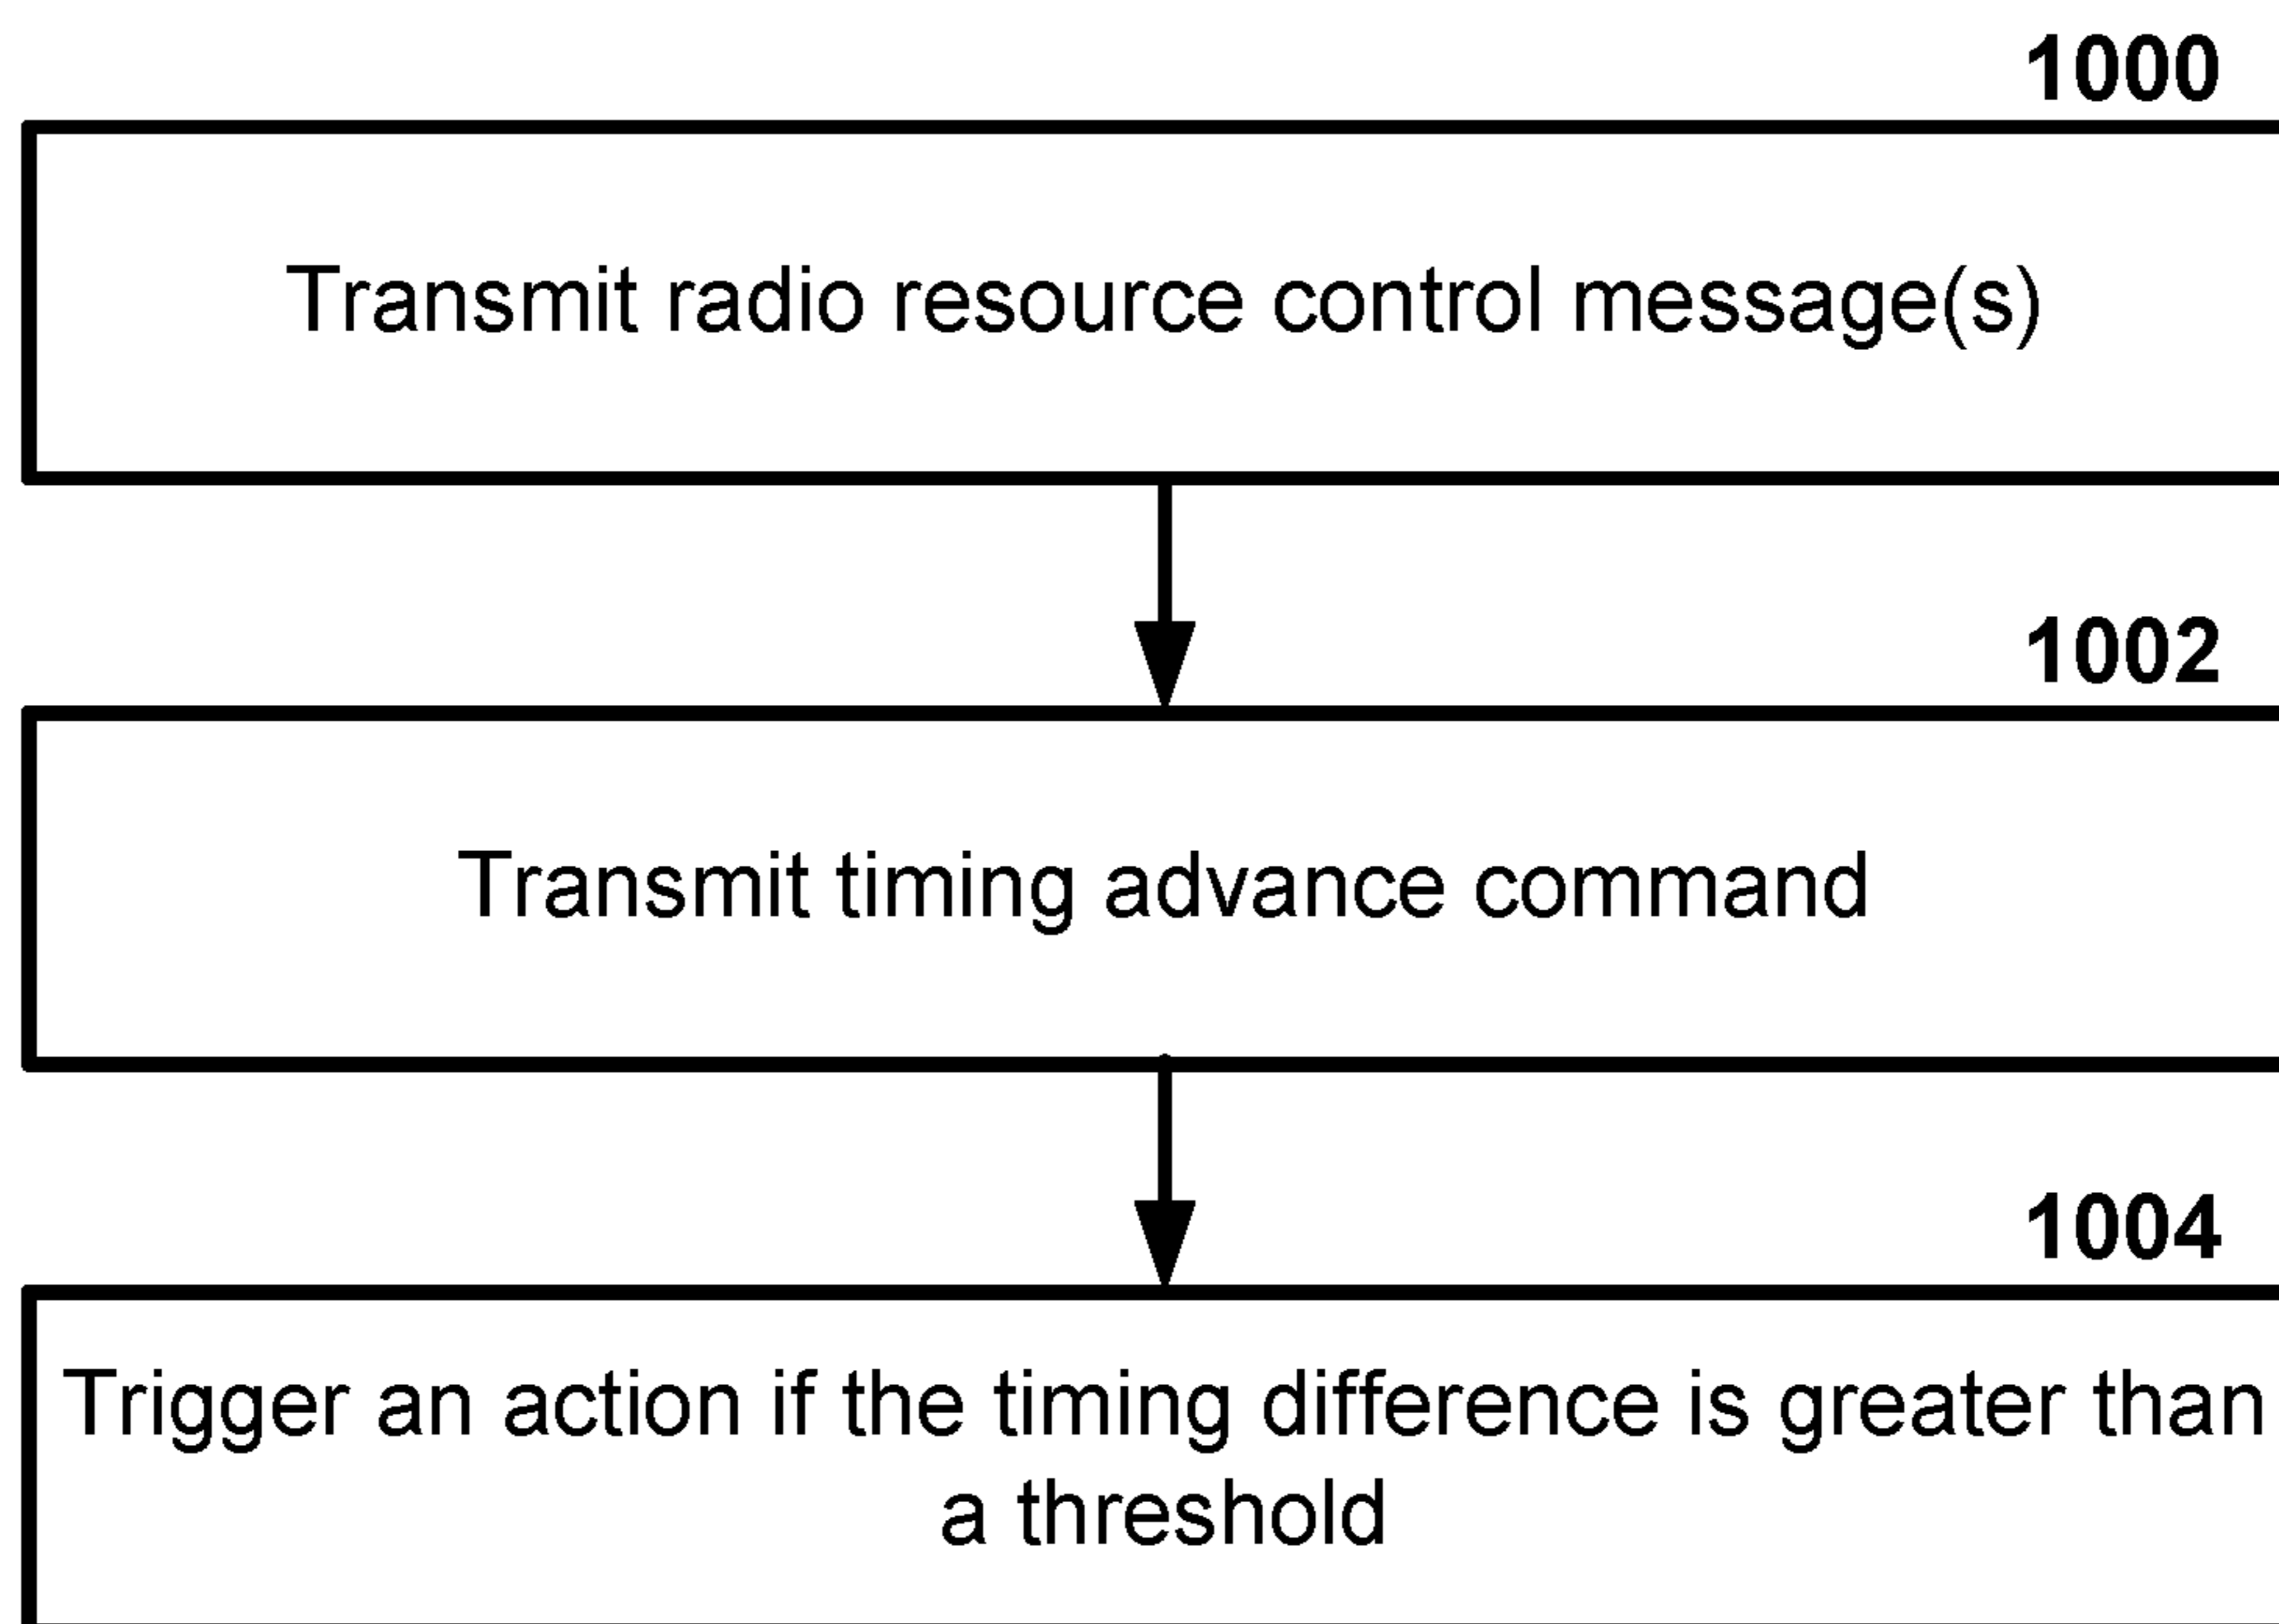 1000
Transmit radio resource control message(s)
1002
Transmit timing advance command
1004
Trigger an action if the timing difference is greater than
a threshold